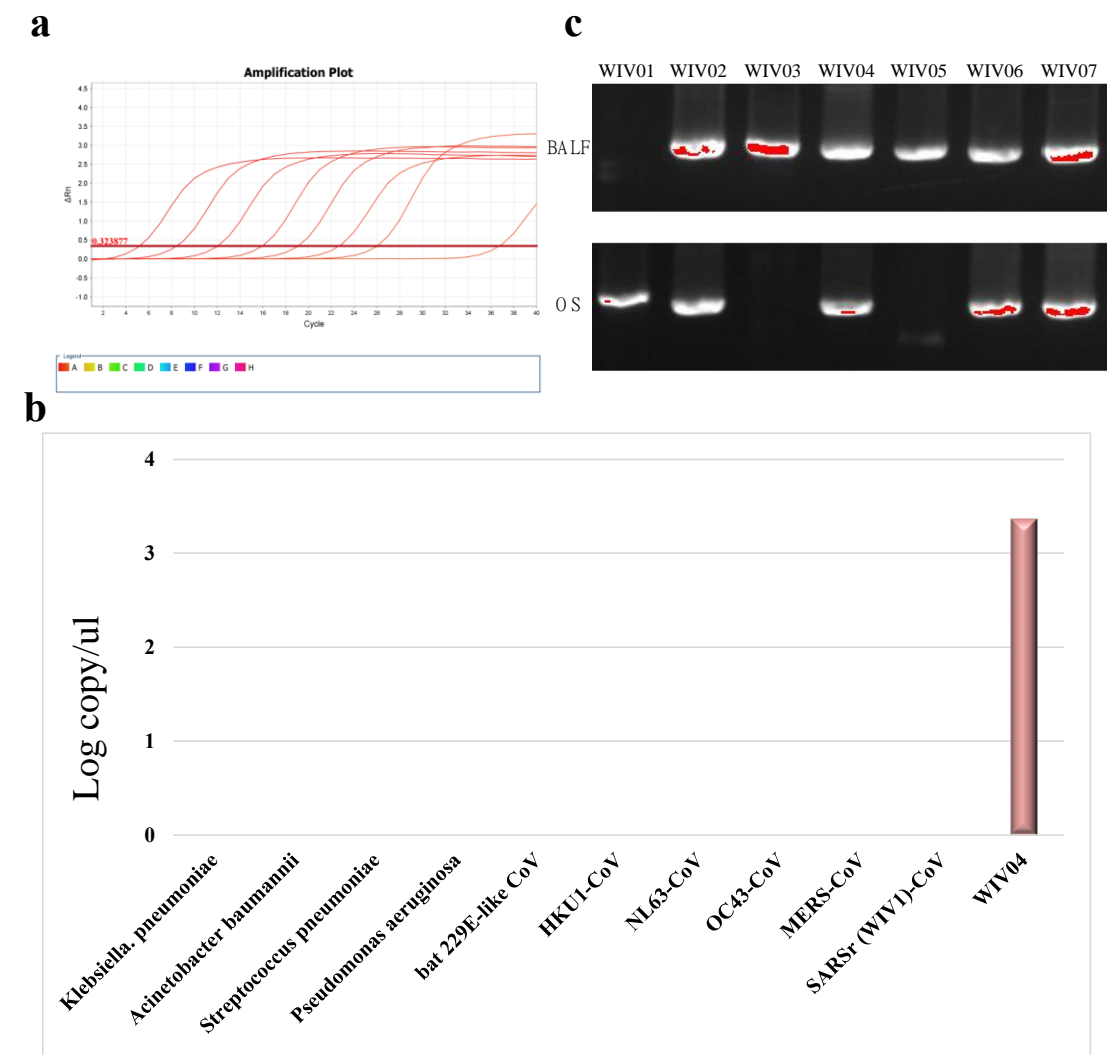 a
Amplification Plot
4.5
4.0
3.5
3.0
2.5
2.0
1.5
1.0
0.5
0.0
-0.5
-1.0
ΔRn
0.323877
2 4 6 8 10 12 14 16 18 20 22 24 26 28 30 32 34 36 38 40
Cycle
Legend
A B C D E F G H
c
WIV01 WIV02 WIV03 WIV04 WIV05 WIV06 WIV07
BALF
OS
b
4
3
2
1
0
Log copy/ul
Klebsiella. pneumoniae
Acinetobacter baumannii
Streptococcus pneumoniae
Pseudomonas aeruginosa
bat 229E-like CoV
HKU1-CoV
NL63-CoV
OC43-CoV
MERS-CoV
SARSr (WIV1)-CoV
WIV04